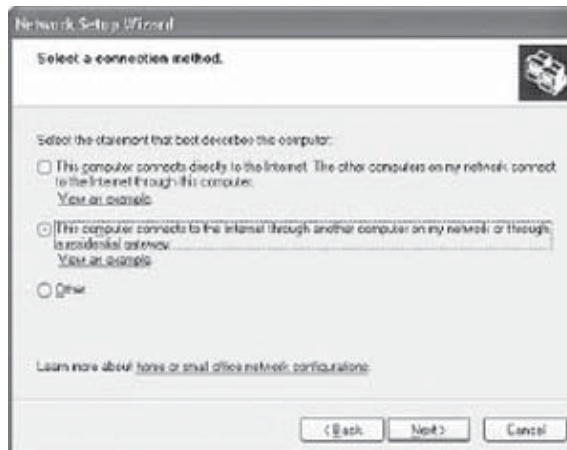 Network Setup Wizard
Select a connection method.
Select the statement that best describes this computer:
This computer connects directly to the Internet. The other computers on my network connect
to the Internet through this computer.
View an example.
This computer connects to the Internet through another computer on my network or through
a residential gateway.
View an example.
Other
Learn more about home or small office network configurations.
< Back
Next >
Cancel